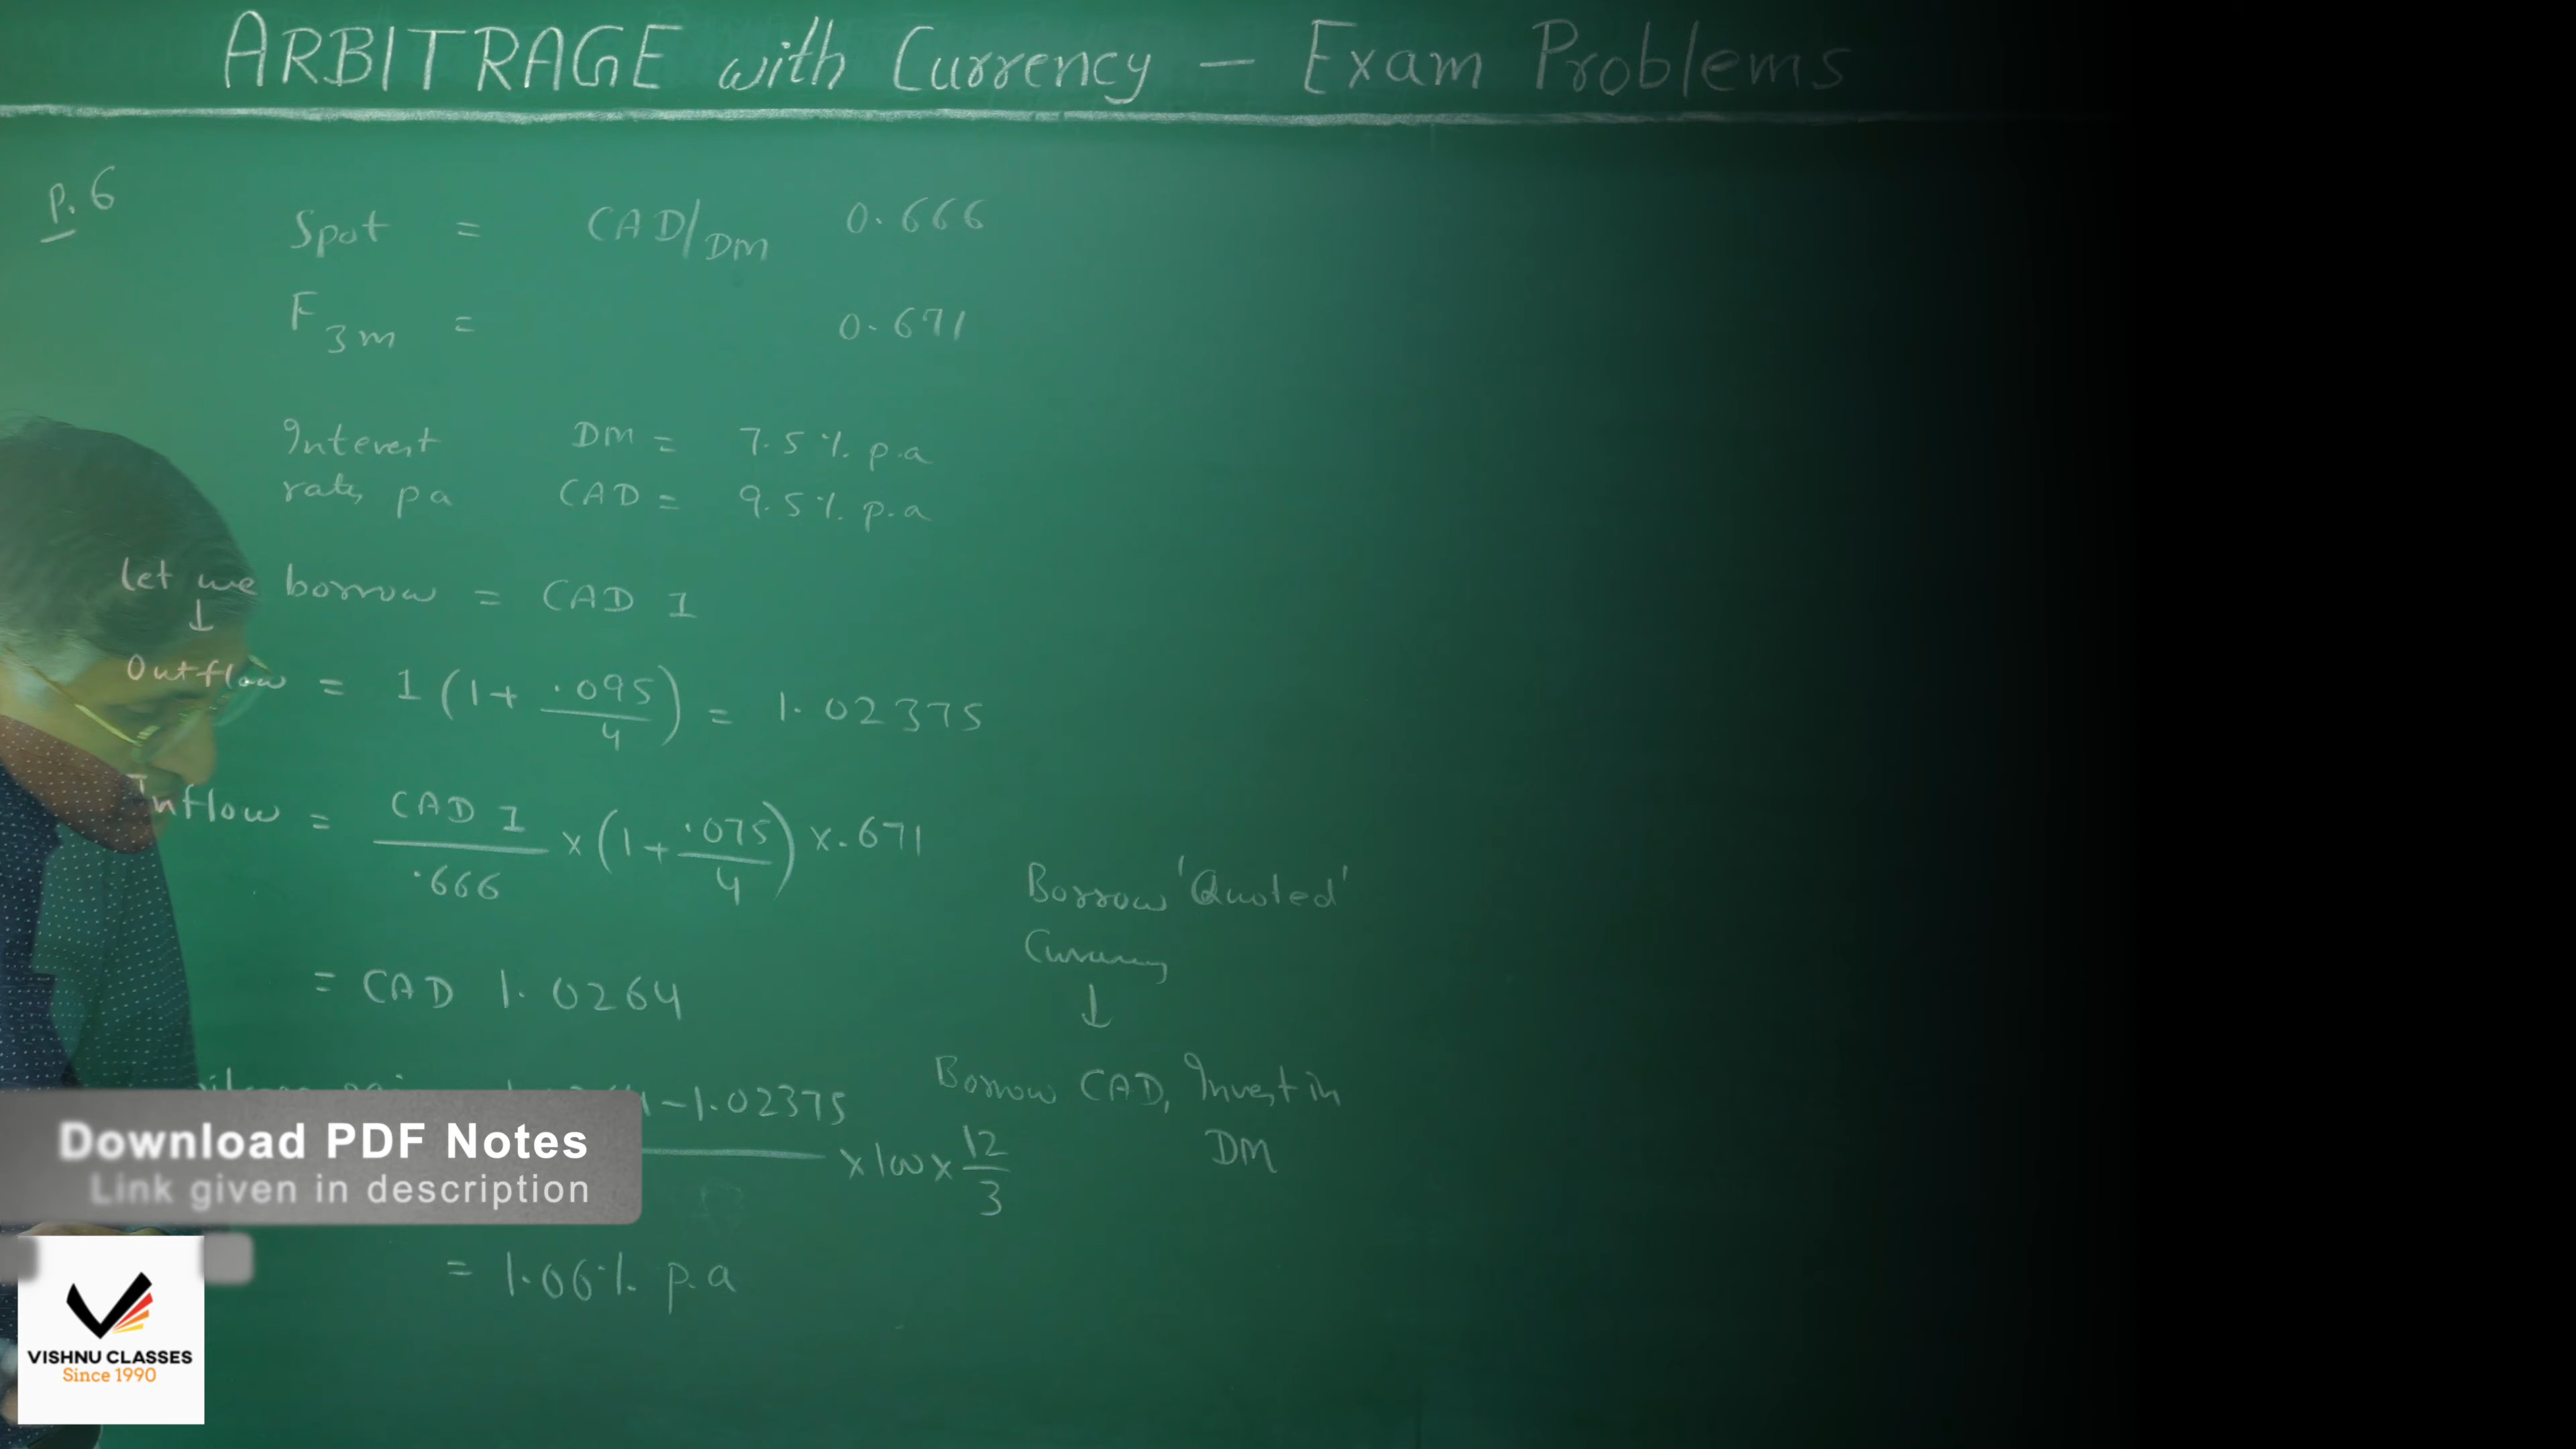 ARBITRAGE with Currency — Exam Problems
P.6
Spot = CAD/DM 0.666
F3m = 0.671
Interest DM = 7.5% p.a
rates pa CAD = 9.5% p.a
Let we borrow = CAD 1
↓
Outflow = 1 (1 + .095/4) = 1.02375
Inflow = CAD 1/.666 x (1 + .075/4) x .671
= CAD 1.0264
Borrow 'Quoted'
Currency
↓
Borrow CAD, Invest in
DM
-1.02375
x 100 x 12/3
= 1.06% p.a
Download PDF Notes
Link given in description
VISHNU CLASSES
Since 1990